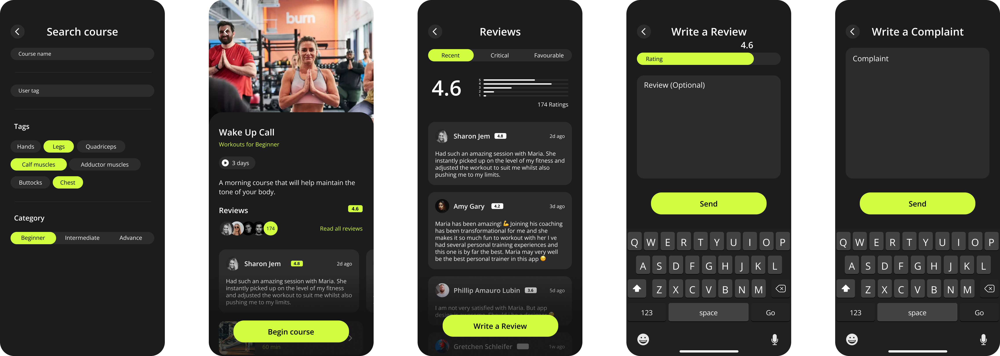 Search course
Course name
User tag
Tags
Hands
Legs
Quadriceps
Calf muscles
Adductor muscles
Buttocks
Chest
Category
Beginner
Intermediate
Advance
burn
Wake Up Call
Workouts for Beginner
3 days
A morning course that will help maintain the
tone of your body.
Reviews
4.6
174
Read all reviews
Sharon Jem
4.8
2d ago
Had such an amazing session with Maria. She
instantly picked up on the level of my fitness
and adjusted the workout to suit me whilst also
pushing me to my limits.
Begin course
60 min
Reviews
Recent
Critical
Favourable
4.6
5
4
3
2
1
174 Ratings
Sharon Jem
4.8
2d ago
Had such an amazing session with Maria. She
instantly picked up on the level of my fitness and
adjusted the workout to suit me whilst also
pushing me to my limits.
Amy Gary
4.2
3d ago
Maria has been amazing! 💪 Joining his coaching
has been transformational for me and she
makes it so much fun to workout with her I ve
had several personal training experiences and
this one is by far the best. Maria may very well
be the best personal trainer in this app 😉
Phillip Amauro Lubin
3.6
5d ago
I am not very satisfied with Maria. But app
design is awesome. Should i be a designer
Write a Review
Gretchen Schleifer
1w ago
Write a Review
4.6
Rating
Review (Optional)
Send
Q W E R T Y U I O P
A S D F G H J K L
Z X C V B N M
123
space
Go
Write a Complaint
Complaint
Send
Q W E R T Y U I O P
A S D F G H J K L
Z X C V B N M
123
space
Go